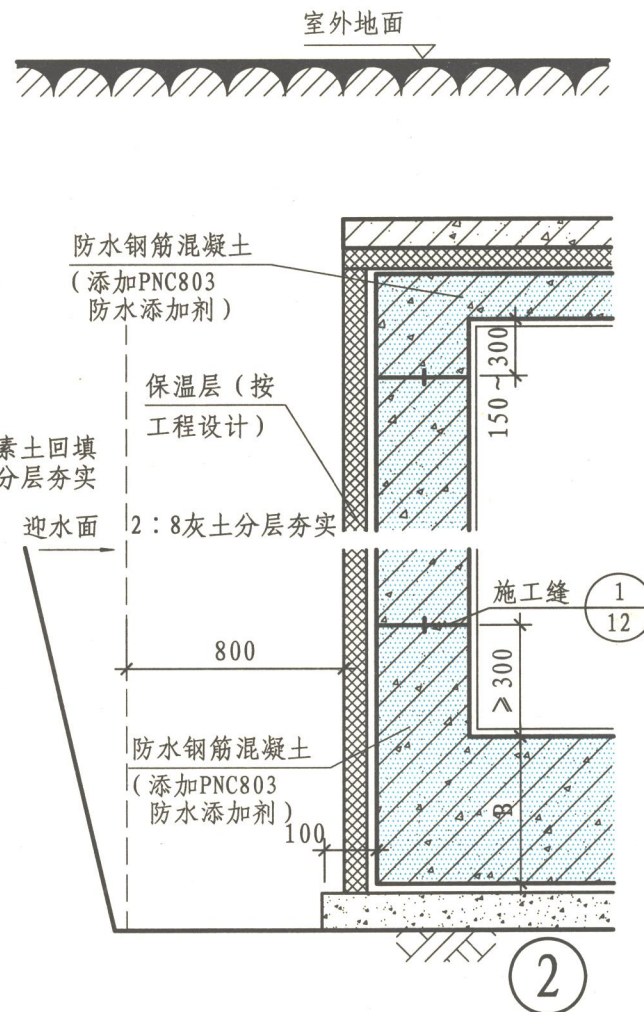 室外地面
防水钢筋混凝土
(添加PNC803
防水添加剂)
150~300
保温层(按
工程设计)
素土回填
分层夯实
迎水面
2:8灰土分层夯实
施工缝
1
12
800
≥300
防水钢筋混凝土
(添加PNC803
防水添加剂)
100
B
2